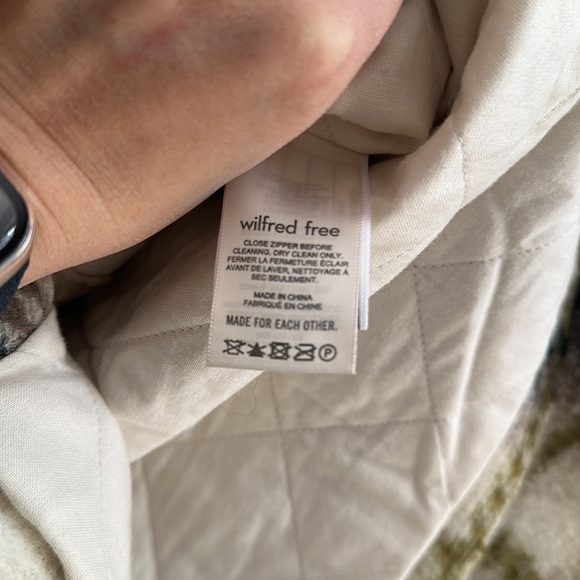 wilfred free
CLOSE ZIPPER BEFORE
CLEANING, DRY CLEAN ONLY.
FERMER LA FERMETURE ÉCLAIR
AVANT DE LAVER, NETTOYAGE À
SEC SEULEMENT.
MADE IN CHINA
FABRIQUÉ EN CHINE
MADE FOR EACH OTHER.
P